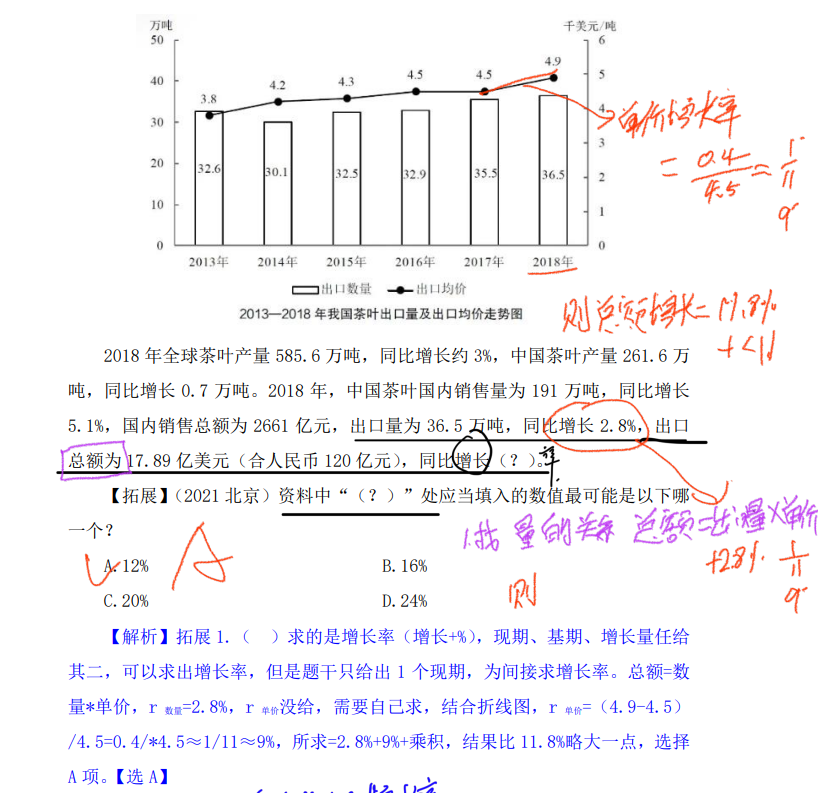 万吨 千美元/吨
50 6
40 5
30 4
20 3
10 2
0 1
0
3.8 4.2 4.3 4.5 4.5 4.9
32.6 30.1 32.5 32.9 35.5 36.5
2013年 2014年 2015年 2016年 2017年 2018年
出口数量 出口均价
2013—2018 年我国茶叶出口量及出口均价走势图
单价增长率
= 0.4/4.5 = 1/11
9
则总额增长=11.8%
+<1
2018 年全球茶叶产量 585.6 万吨，同比增长约 3%，中国茶叶产量 261.6 万
吨，同比增长 0.7 万吨。2018 年，中国茶叶国内销售量为 191 万吨，同比增长
5.1%，国内销售总额为 2661 亿元，出口量为 36.5 万吨，同比增长 2.8%，出口
总额为 17.89 亿美元（合人民币 120 亿元），同比增长（？）。
率
【拓展】（2021 北京）资料中“（？）”处应当填入的数值最可能是以下哪
一个？
1.找 量的关系 总额=出口量×单价
+2.8% 1/11
9
A.12% B.16%
A
则
C.20% D.24%
【解析】拓展 1.（ ）求的是增长率（增长+%），现期、基期、增长量任给
其二，可以求出增长率，但是题干只给出 1 个现期，为间接求增长率。总额=数
量*单价，r 数量=2.8%，r 单价没给，需要自己求，结合折线图，r 单价=（4.9-4.5）
/4.5=0.4/*4.5≈1/11≈9%，所求=2.8%+9%+乘积，结果比 11.8%略大一点，选择
A 项。【选 A】